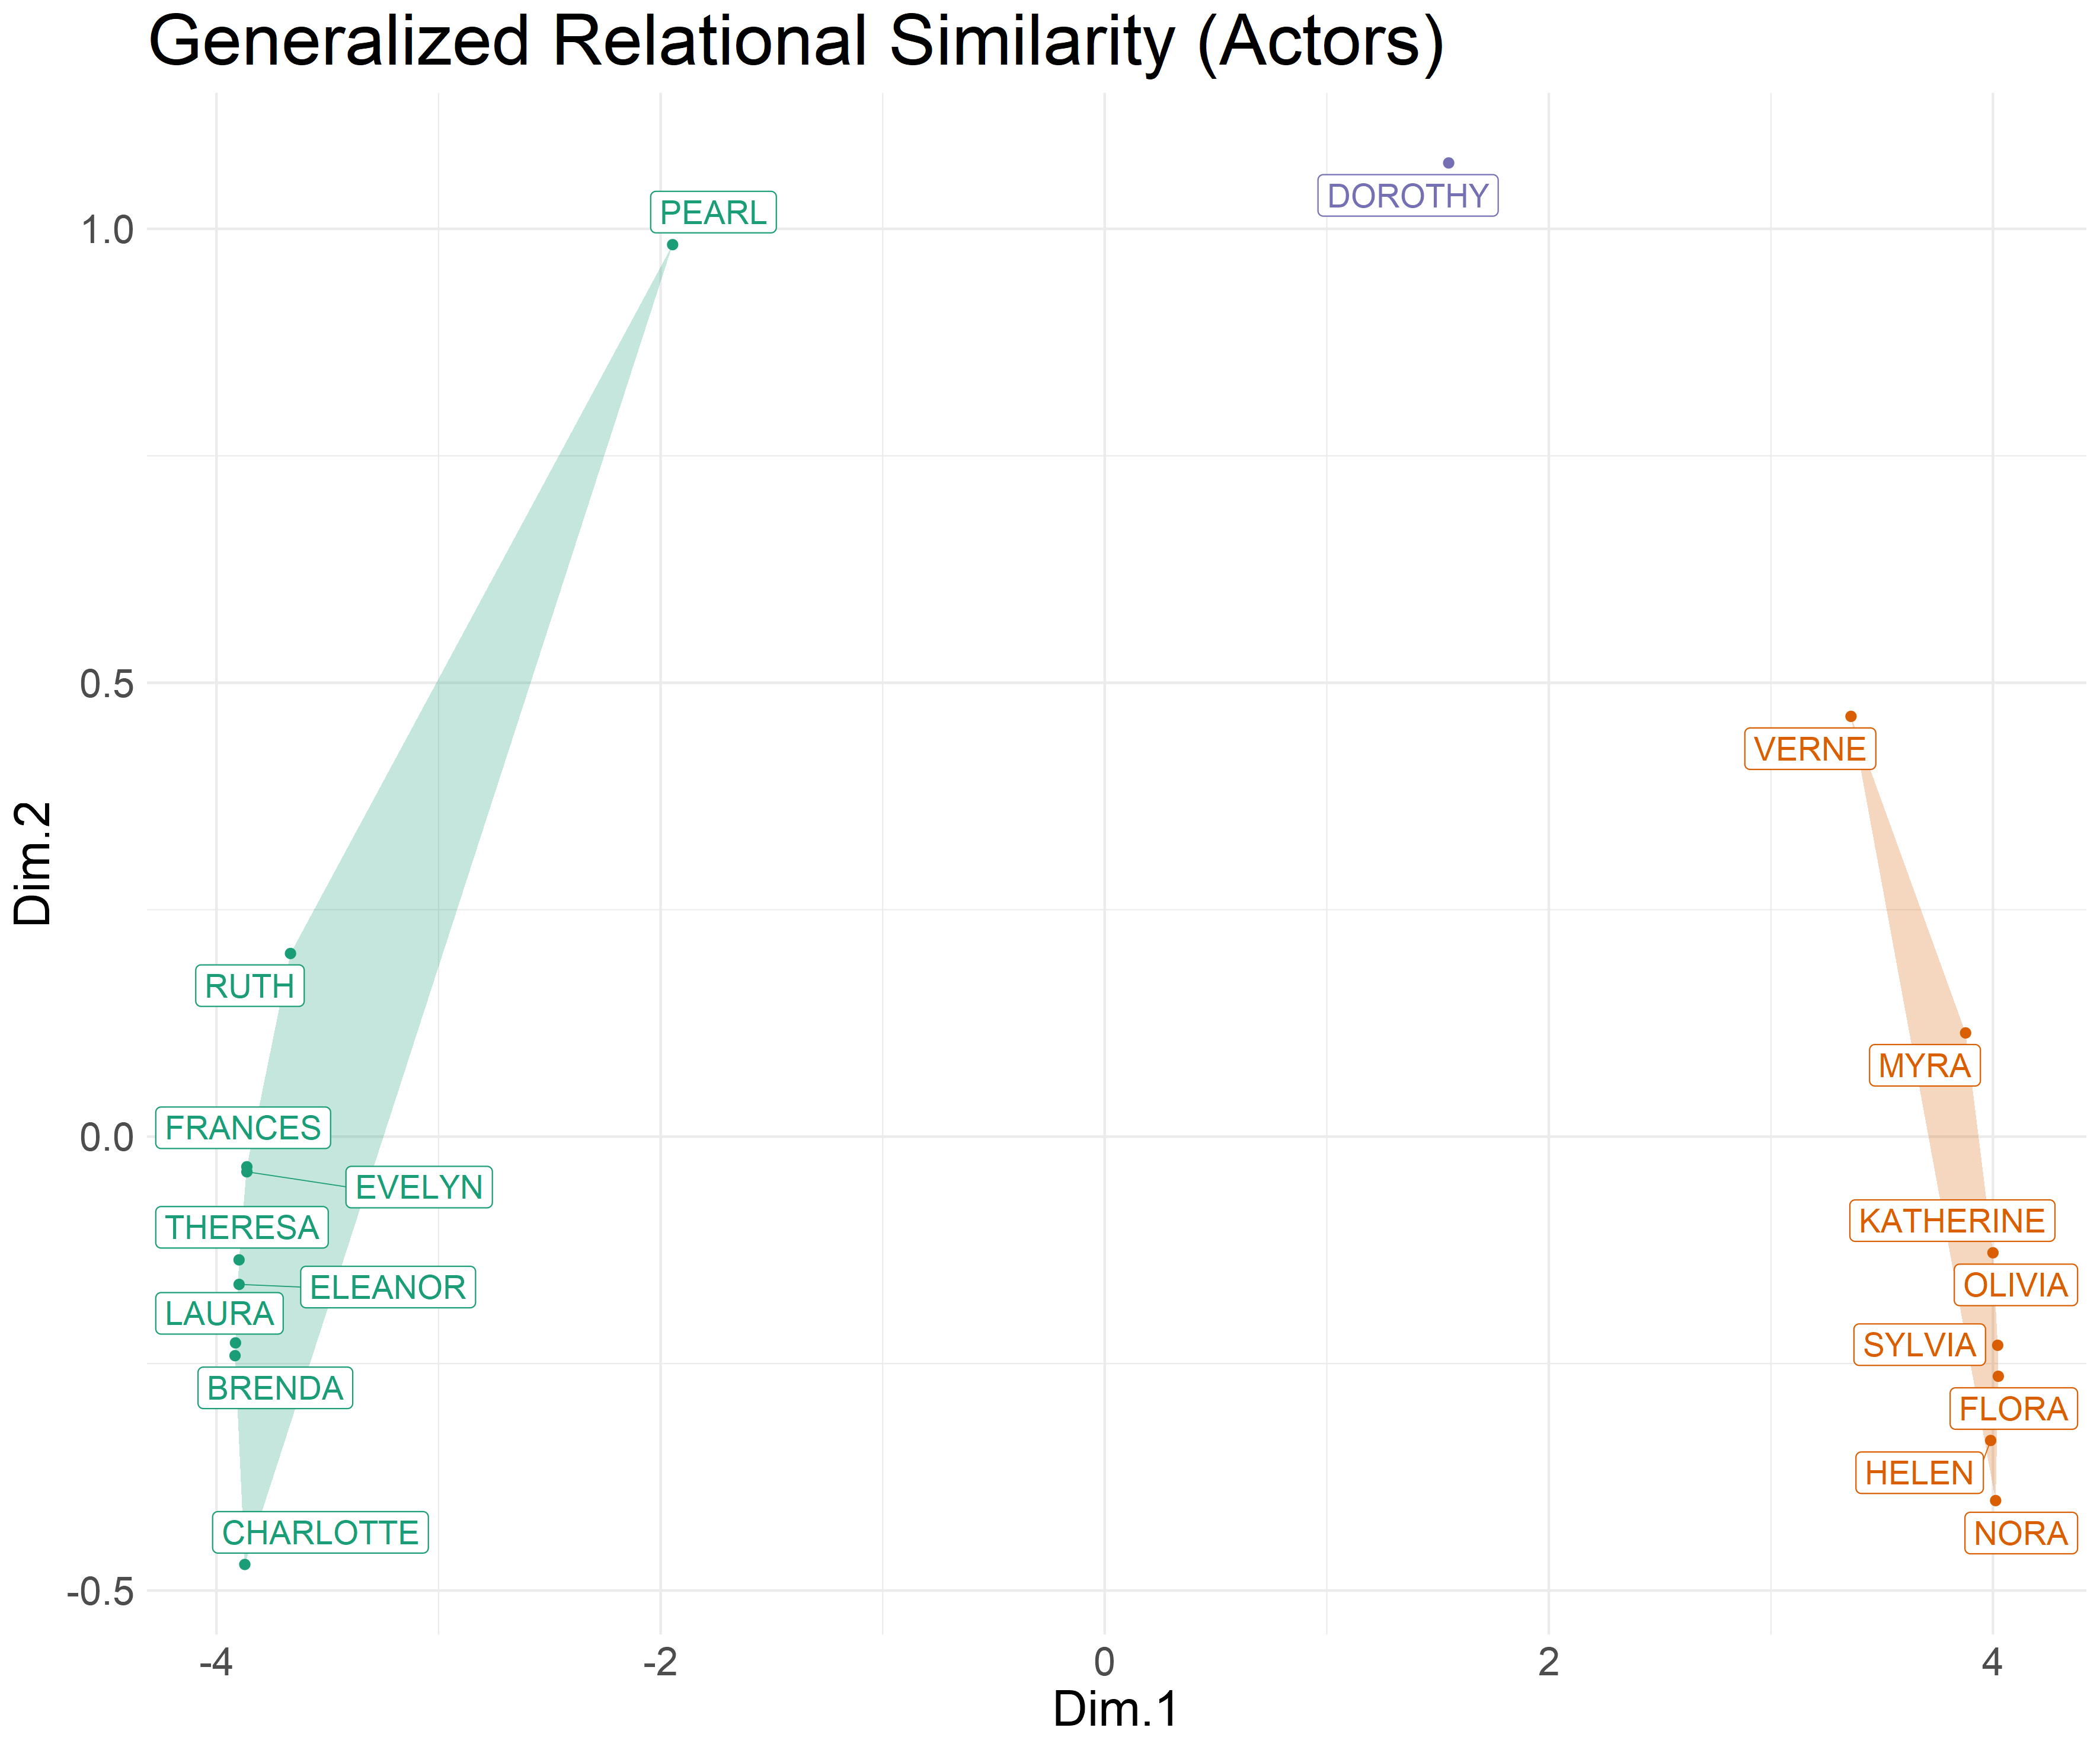 Generalized Relational Similarity (Actors)
DOROTHY
PEARL
1.0
0.5
VERNE
RUTH
MYRA
FRANCES
0.0
EVELYN
THERESA
KATHERINE
ELEANOR
OLIVIA
LAURA
SYLVIA
BRENDA
FLORA
HELEN
CHARLOTTE
NORA
-0.5
Dim.2
-4 -2 0 2 4
Dim.1